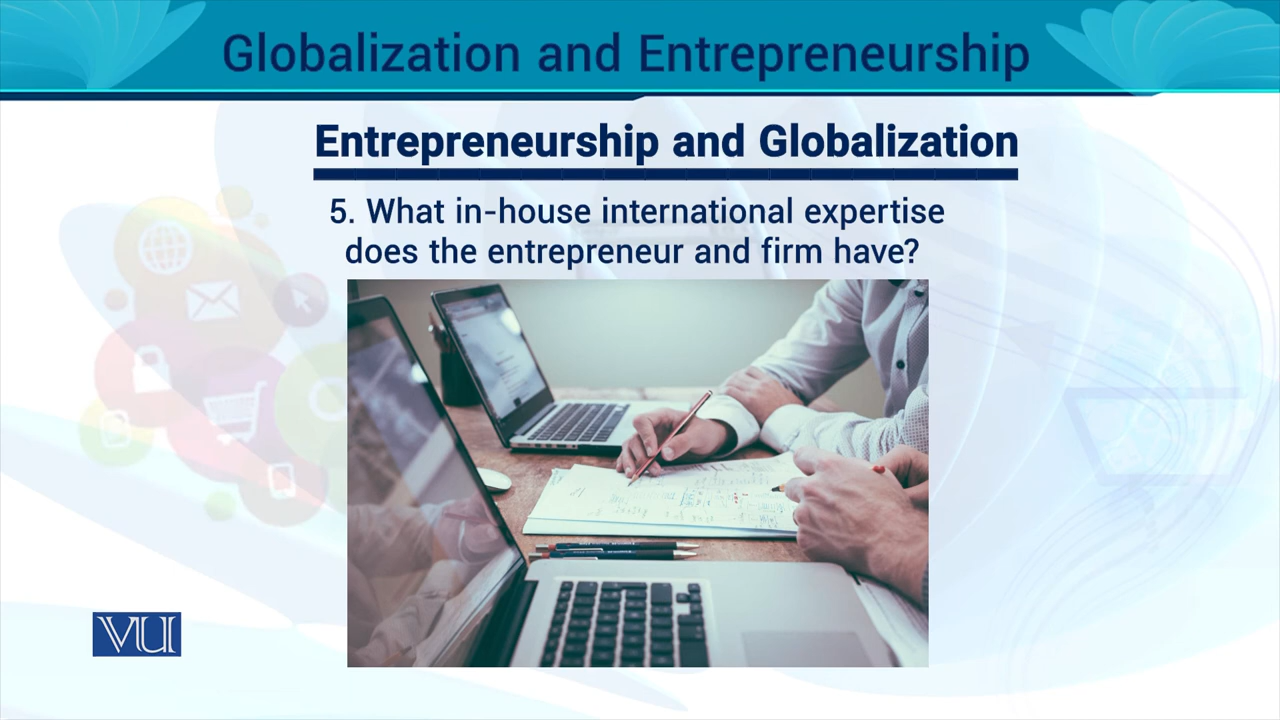 Globalization and Entrepreneurship
Entrepreneurship and Globalization
5. What in-house international expertise
does the entrepreneur and firm have?
VU